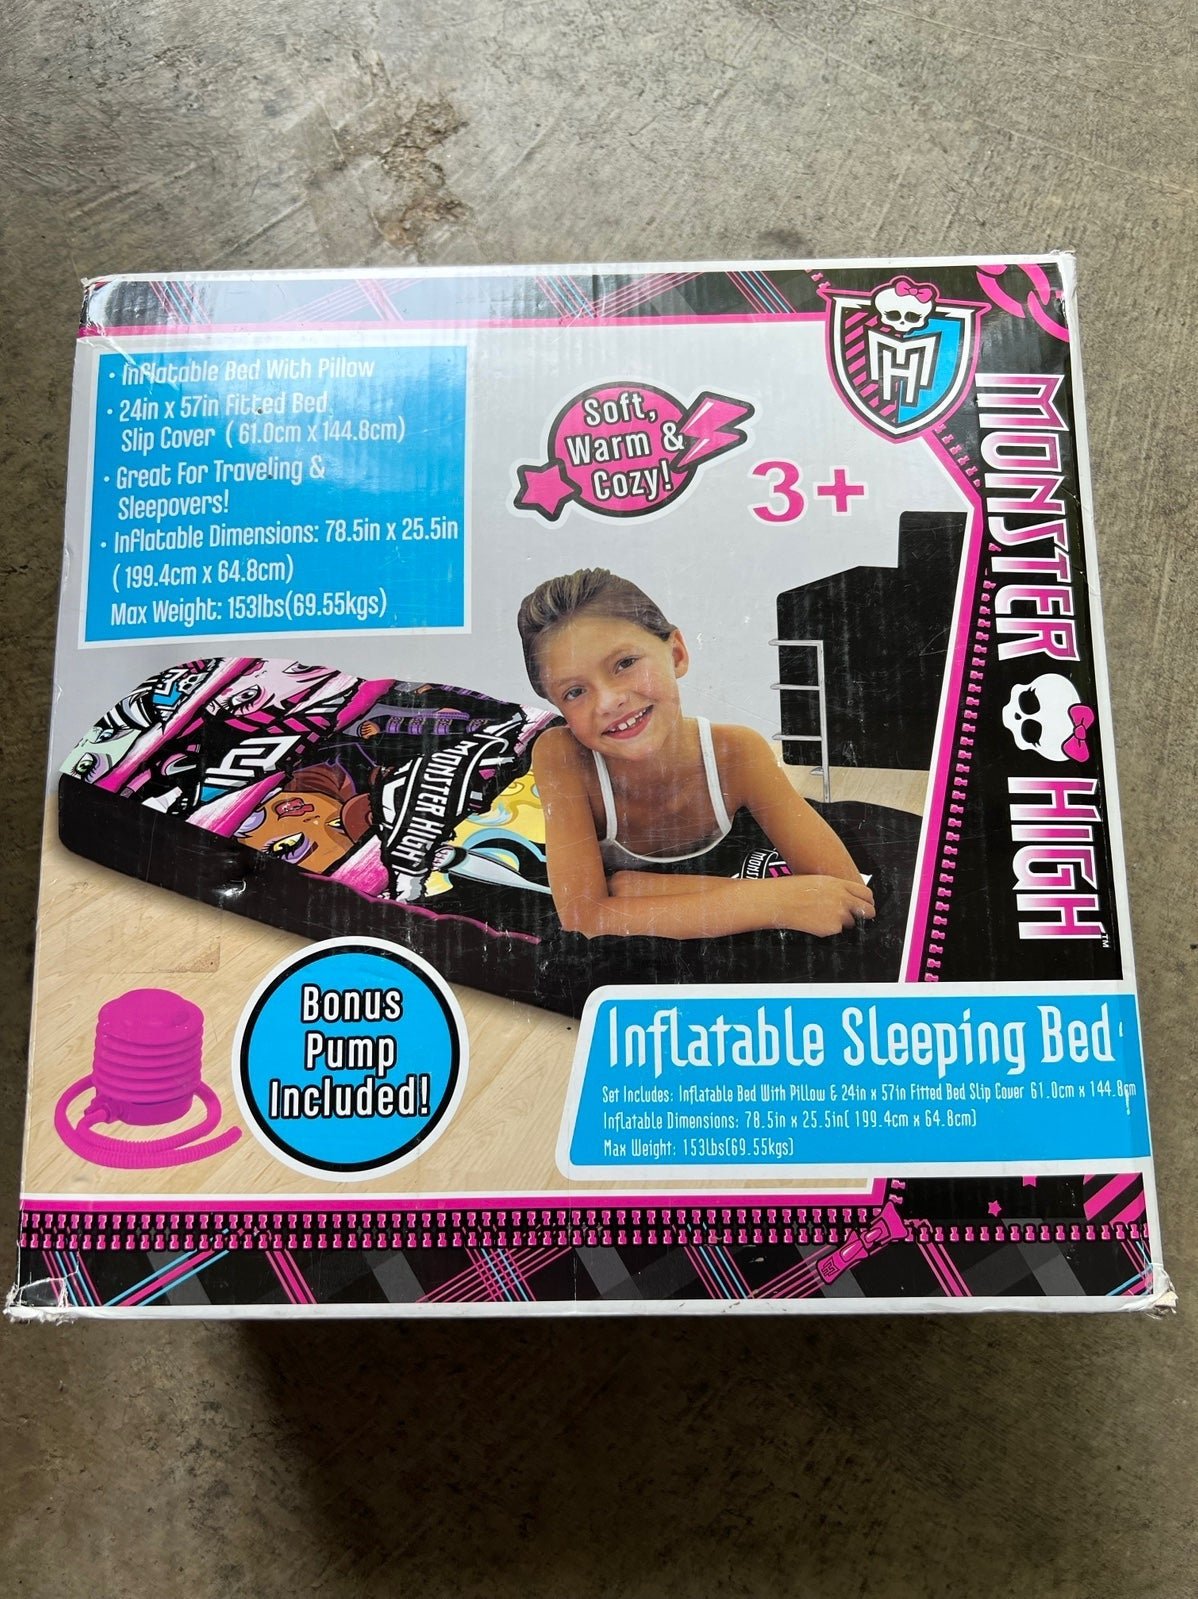 • Inflatable Bed With Pillow
• 24in x 57in Fitted Bed
Slip Cover ( 61.0cm x 144.8cm)
• Great For Traveling &
Sleepovers!
• Inflatable Dimensions: 78.5in x 25.5in
( 199.4cm x 64.8cm)
Max Weight: 153lbs(69.55kgs)
Soft,
Warm &
Cozy!
3+
MH
MONSTER HIGH™
MONSTER HIGH
Bonus
Pump
Included!
Inflatable Sleeping Bed
Set Includes: Inflatable Bed With Pillow & 24in x 57in Fitted Bed Slip Cover 61.0cm x 144.8cm
Inflatable Dimensions: 78.5in x 25.5in( 199.4cm x 64.8cm)
Max Weight: 153lbs(69.55kgs)